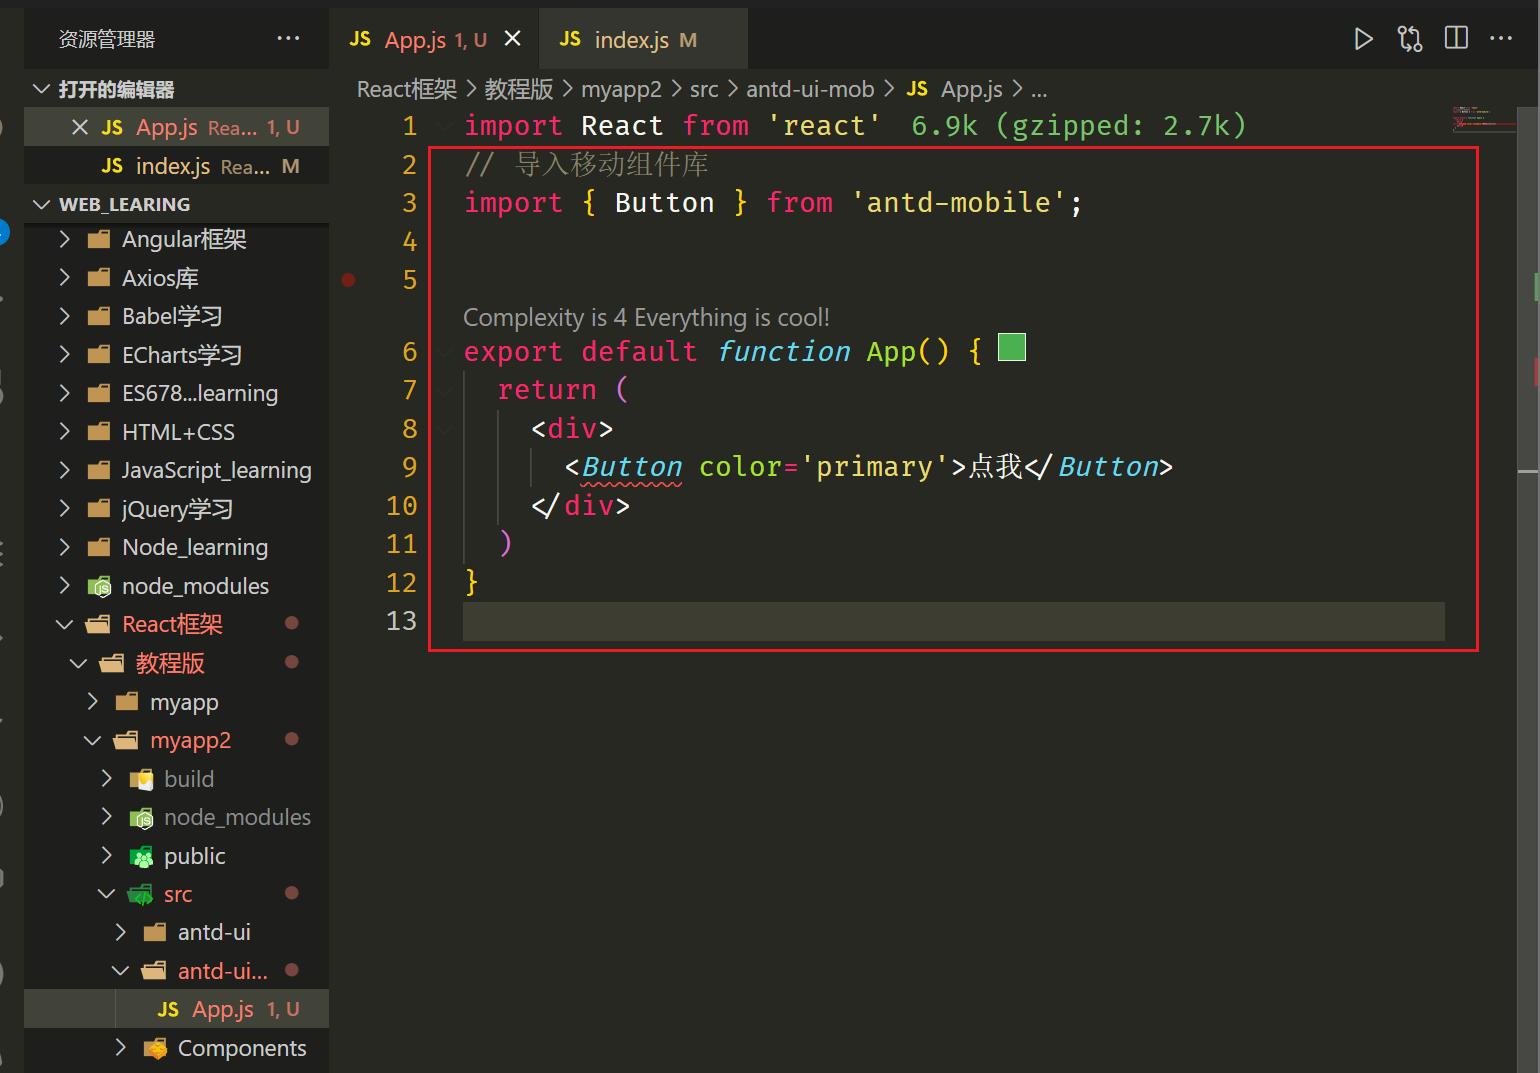 资源管理器 ···
打开的编辑器
JS App.js Rea... 1, U
JS index.js Rea... M
WEB_LEARING
Angular框架
Axios库
Babel学习
ECharts学习
ES678...learning
HTML+CSS
JavaScript_learning
jQuery学习
Node_learning
node_modules
React框架
教程版
myapp
myapp2
build
node_modules
public
src
antd-ui
antd-ui...
JS App.js 1, U
Components
JS App.js 1, U JS index.js M
React框架 > 教程版 > myapp2 > src > antd-ui-mob > JS App.js > ...
1 import React from 'react' 6.9k (gzipped: 2.7k)
2 // 导入移动组件库
3 import { Button } from 'antd-mobile';
4
5
Complexity is 4 Everything is cool!
6 export default function App() {
7 return (
8 <div>
9 <Button color='primary'>点我</Button>
10 </div>
11 )
12 }
13